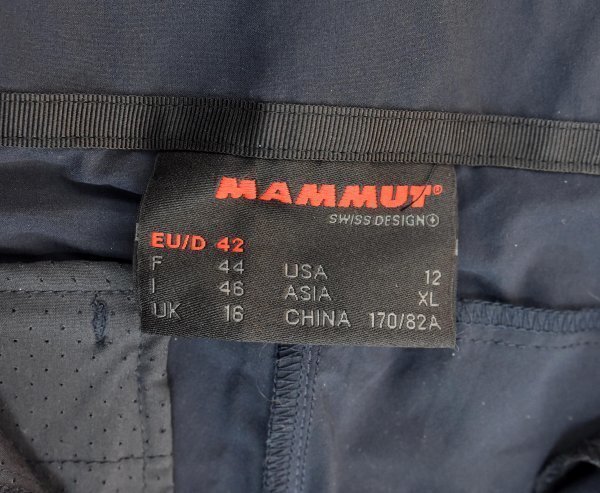 MAMMUT®
SWISS DESIGN
EU/D 42
F 44 USA 12
I 46 ASIA XL
UK 16 CHINA 170/82A